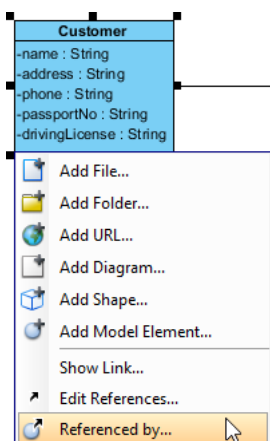 Customer
-name : String
-address : String
-phone : String
-passportNo : String
-drivingLicense : String
Add File...
Add Folder...
Add URL...
Add Diagram...
Add Shape...
Add Model Element...
Show Link...
Edit References...
Referenced by...